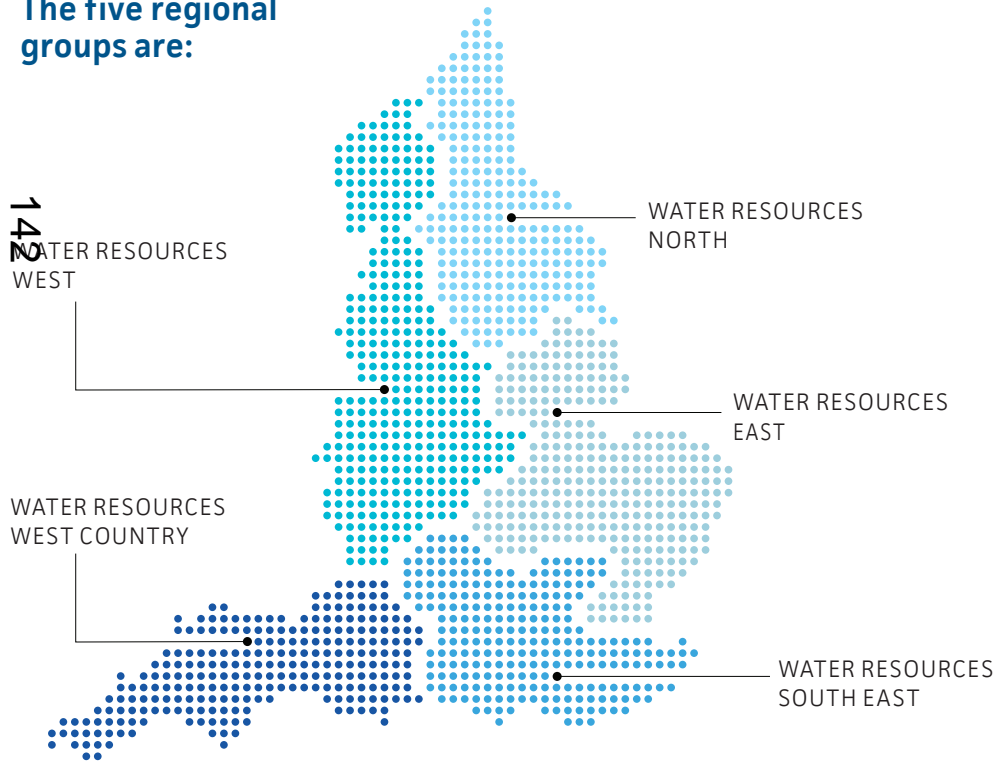 The five regional
groups are:
142
WATER RESOURCES
NORTH
WATER RESOURCES
WEST
WATER RESOURCES
EAST
WATER RESOURCES
WEST COUNTRY
WATER RESOURCES
SOUTH EAST